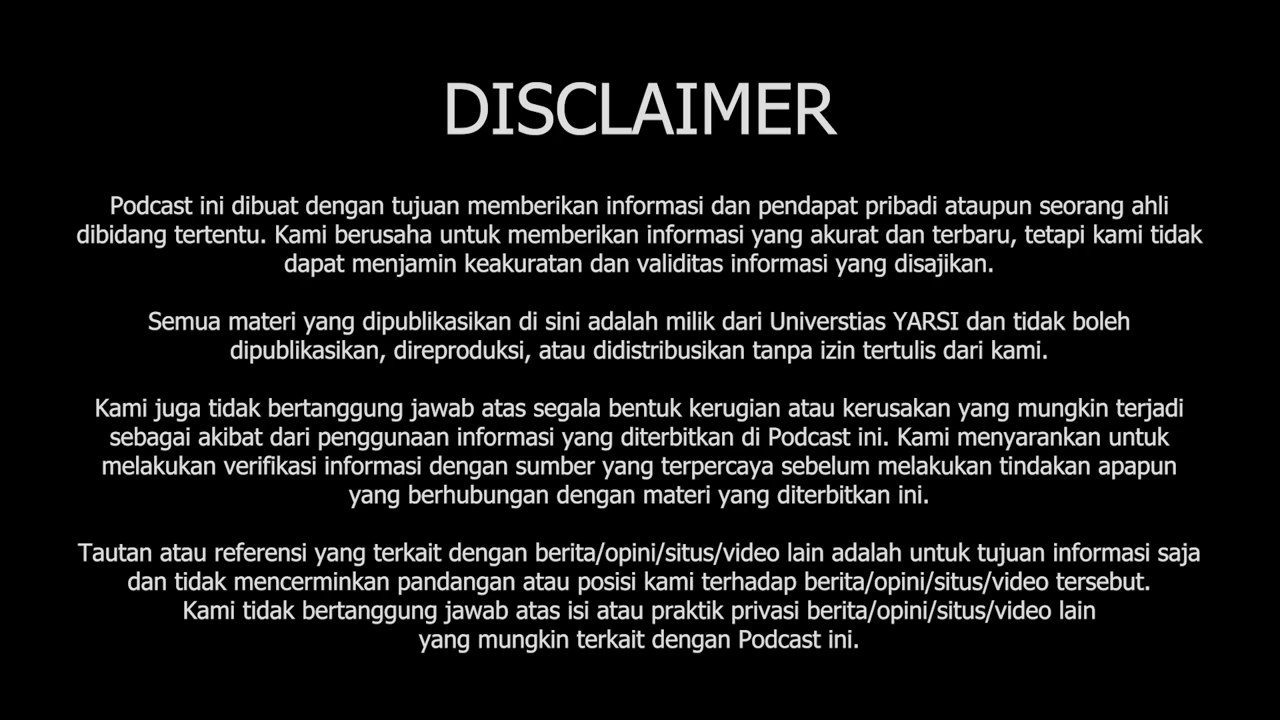 DISCLAIMER
Podcast ini dibuat dengan tujuan memberikan informasi dan pendapat pribadi ataupun seorang ahli
dibidang tertentu. Kami berusaha untuk memberikan informasi yang akurat dan terbaru, tetapi kami tidak
dapat menjamin keakuratan dan validitas informasi yang disajikan.
Semua materi yang dipublikasikan di sini adalah milik dari Universtias YARSI dan tidak boleh
dipublikasikan, direproduksi, atau didistribusikan tanpa izin tertulis dari kami.
Kami juga tidak bertanggung jawab atas segala bentuk kerugian atau kerusakan yang mungkin terjadi
sebagai akibat dari penggunaan informasi yang diterbitkan di Podcast ini. Kami menyarankan untuk
melakukan verifikasi informasi dengan sumber yang terpercaya sebelum melakukan tindakan apapun
yang berhubungan dengan materi yang diterbitkan ini.
Tautan atau referensi yang terkait dengan berita/opini/situs/video lain adalah untuk tujuan informasi saja
dan tidak mencerminkan pandangan atau posisi kami terhadap berita/opini/situs/video tersebut.
Kami tidak bertanggung jawab atas isi atau praktik privasi berita/opini/situs/video lain
yang mungkin terkait dengan Podcast ini.